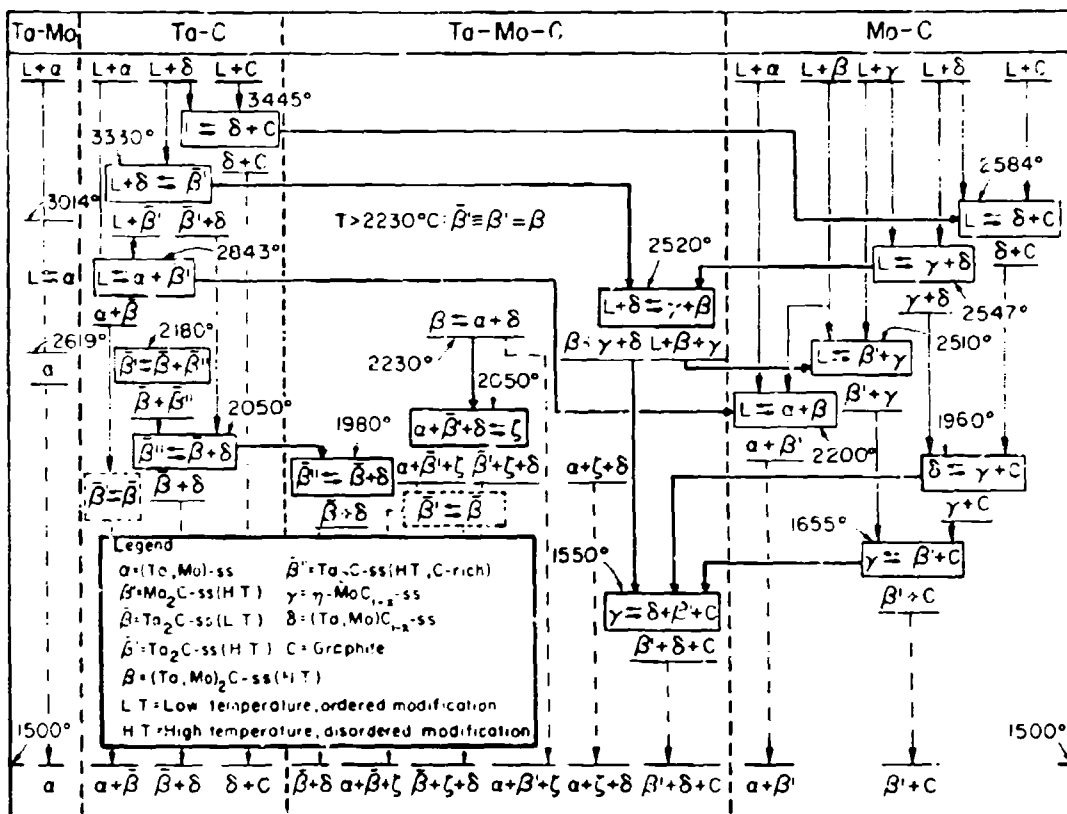 Ta-Mo Ta-C Ta-Mo-C Mo-C
L+α L+α L+δ L+C L+α L+β L+γ L+δ L+C
3445°
L ⇌ δ+C
3330°
δ+C
2584°
L+δ ⇌ β̄'
3014°
L+β̄' β̄'+δ
T>2230°C: β̄' ≡ β' = β
L ⇌ δ+C
2843°
2520°
δ+C
L ⇌ α
L ⇌ α+β̄'
L ⇌ γ+δ
α+β̄
L+δ ⇌ γ+β
γ+δ
2547°
2619°
2180°
β ⇌ α+δ
2510°
α
β̄' ⇌ β̄+β̄"
2230°
γ+δ L+β+γ
L ⇌ β'+γ
β̄+β̄"
2050°
2050°
β'+γ
L ⇌ α+β
1960°
β̄" ⇌ β̄+δ
1980°
α+β̄'+δ ⇌ ζ
α+β'
2200°
β̄+δ
β̄" ⇌ β̄+δ
α+β̄'+ζ β̄'+ζ+δ α+ζ+δ
δ ⇌ γ+C
β̄' ⇌ β̄
γ+C
1655°
1550°
γ ⇌ β'+C
γ ⇌ δ+β'+C
β'+C
β'+δ+C
Legend
α=(Ta,Mo)-ss β̄"=Ta₂C-ss(HT,C-rich)
β'=Mo₂C-ss(HT) γ=η-MoC₁₋ₓ-ss
β̄=Ta₂C-ss(LT) δ=(Ta,Mo)C₁₋ₓ-ss
β̄'=Ta₂C-ss(HT) C=Graphite
β=(Ta,Mo)₂C-ss(HT)
LT=Low temperature, ordered modification
HT=High temperature, disordered modification
1500° 1500°
α α+β̄ β̄+δ δ+C β̄+δ α+β̄+ζ β̄+ζ+δ α+β'+ζ α+ζ+δ β'+δ+C α+β' β'+C